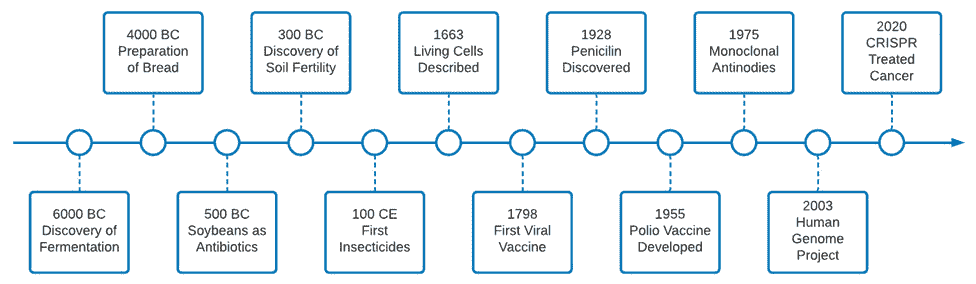 4000 BC
Preparation
of Bread
300 BC
Discovery of
Soil Fertility
1663
Living Cells
Described
1928
Penicilin
Discovered
1975
Monoclonal
Antinodies
2020
CRISPR
Treated
Cancer
6000 BC
Discovery of
Fermentation
500 BC
Soybeans as
Antibiotics
100 CE
First
Insecticides
1798
First Viral
Vaccine
1955
Polio Vaccine
Developed
2003
Human
Genome
Project